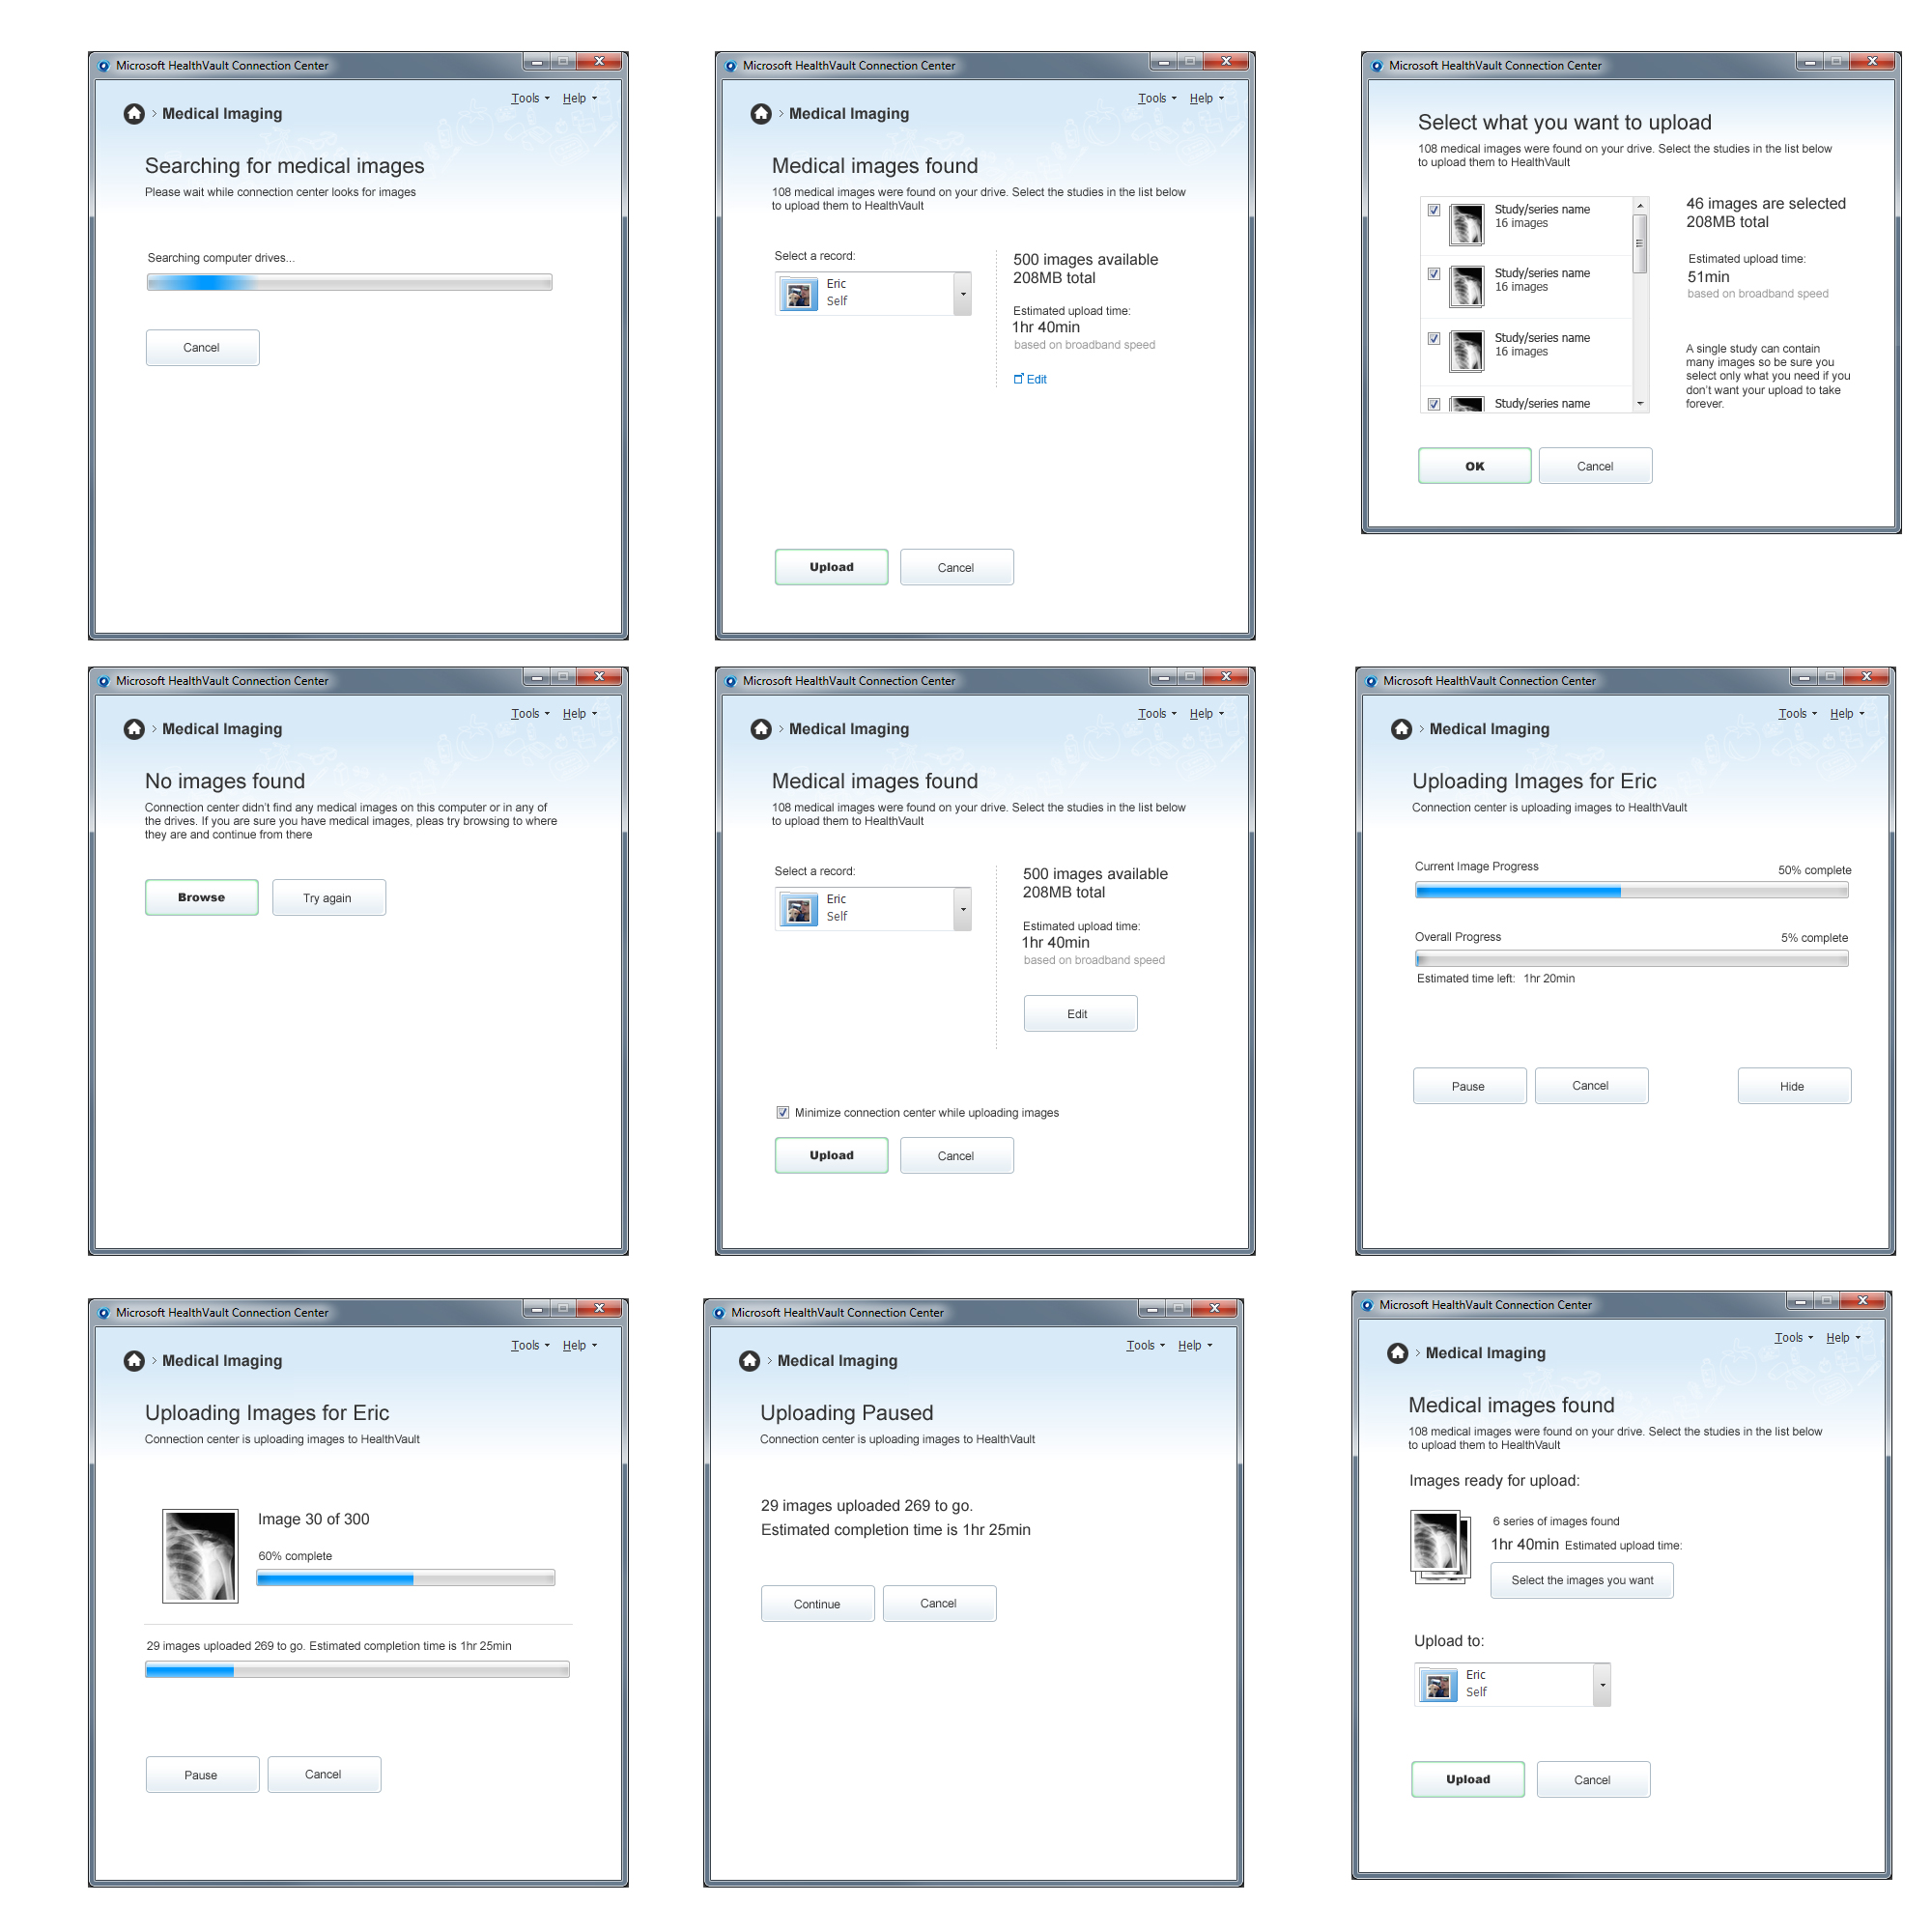 Microsoft HealthVault Connection Center
Tools Help
Medical Imaging
Searching for medical images
Please wait while connection center looks for images
Searching computer drives...
Cancel
Microsoft HealthVault Connection Center
Tools Help
Medical Imaging
Medical images found
108 medical images were found on your drive. Select the studies in the list below
to upload them to HealthVault
Select a record:
Eric
Self
500 images available
208MB total
Estimated upload time:
1hr 40min
based on broadband speed
Edit
Upload Cancel
Microsoft HealthVault Connection Center
Select what you want to upload
108 medical images were found on your drive. Select the studies in the list below
to upload them to HealthVault
Study/series name
16 images
Study/series name
16 images
Study/series name
16 images
Study/series name
46 images are selected
208MB total
Estimated upload time:
51min
based on broadband speed
A single study can contain
many images so be sure you
select only what you need if you
don't want your upload to take
forever.
OK Cancel
Microsoft HealthVault Connection Center
Tools Help
Medical Imaging
No images found
Connection center didn't find any medical images on this computer or in any of
the drives. If you are sure you have medical images, pleas try browsing to where
they are and continue from there
Browse Try again
Microsoft HealthVault Connection Center
Tools Help
Medical Imaging
Medical images found
108 medical images were found on your drive. Select the studies in the list below
to upload them to HealthVault
Select a record:
Eric
Self
500 images available
208MB total
Estimated upload time:
1hr 40min
based on broadband speed
Edit
Minimize connection center while uploading images
Upload Cancel
Microsoft HealthVault Connection Center
Tools Help
Medical Imaging
Uploading Images for Eric
Connection center is uploading images to HealthVault
Current Image Progress 50% complete
Overall Progress 5% complete
Estimated time left: 1hr 20min
Pause Cancel Hide
Microsoft HealthVault Connection Center
Tools Help
Medical Imaging
Uploading Images for Eric
Connection center is uploading images to HealthVault
Image 30 of 300
60% complete
29 images uploaded 269 to go. Estimated completion time is 1hr 25min
Pause Cancel
Microsoft HealthVault Connection Center
Tools Help
Medical Imaging
Uploading Paused
Connection center is uploading images to HealthVault
29 images uploaded 269 to go.
Estimated completion time is 1hr 25min
Continue Cancel
Microsoft HealthVault Connection Center
Tools Help
Medical Imaging
Medical images found
108 medical images were found on your drive. Select the studies in the list below
to upload them to HealthVault
Images ready for upload:
6 series of images found
1hr 40min Estimated upload time:
Select the images you want
Upload to:
Eric
Self
Upload Cancel